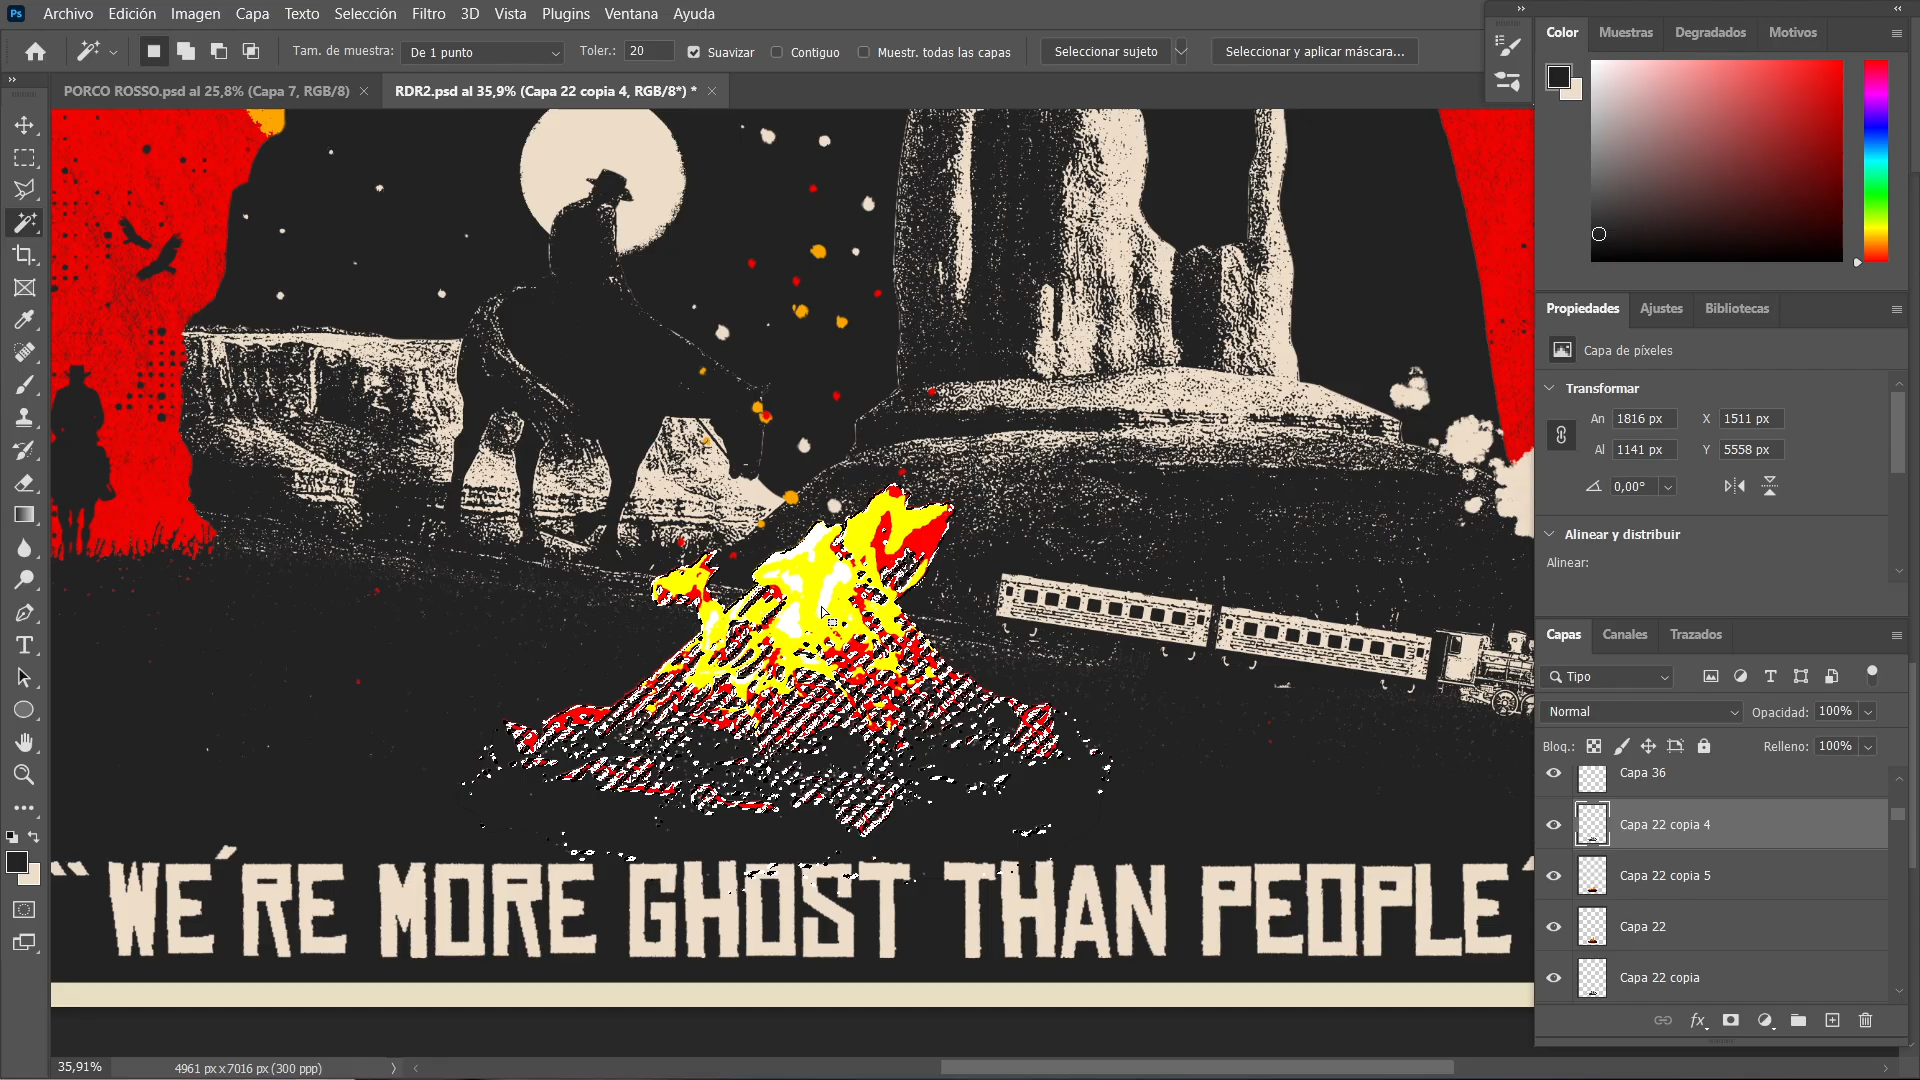 Ps Archivo Edición Imagen Capa Texto Selección Filtro 3D Vista Plugins Ventana Ayuda
Tam. de muestra: De 1 punto Toler.: 20 Suavizar Contiguo Muestr. todas las capas Seleccionar sujeto Seleccionar y aplicar máscara...
PORCO ROSSO.psd al 25,8% (Capa 7, RGB/8) RDR2.psd al 35,9% (Capa 22 copia 4, RGB/8*) *
Color Muestras Degradados Motivos
Propiedades Ajustes Bibliotecas
Capa de píxeles
Transformar
An 1816 px X 1511 px
Al 1141 px Y 5558 px
0,00°
Alinear y distribuir
Alinear:
Capas Canales Trazados
Tipo
Normal Opacidad: 100%
Bloq.: Relleno: 100%
Capa 36
Capa 22 copia 4
Capa 22 copia 5
Capa 22
Capa 22 copia
fx
"WE´RE MORE GHOST THAN PEOPLE"
35,91% 4961 px x 7016 px (300 ppp)